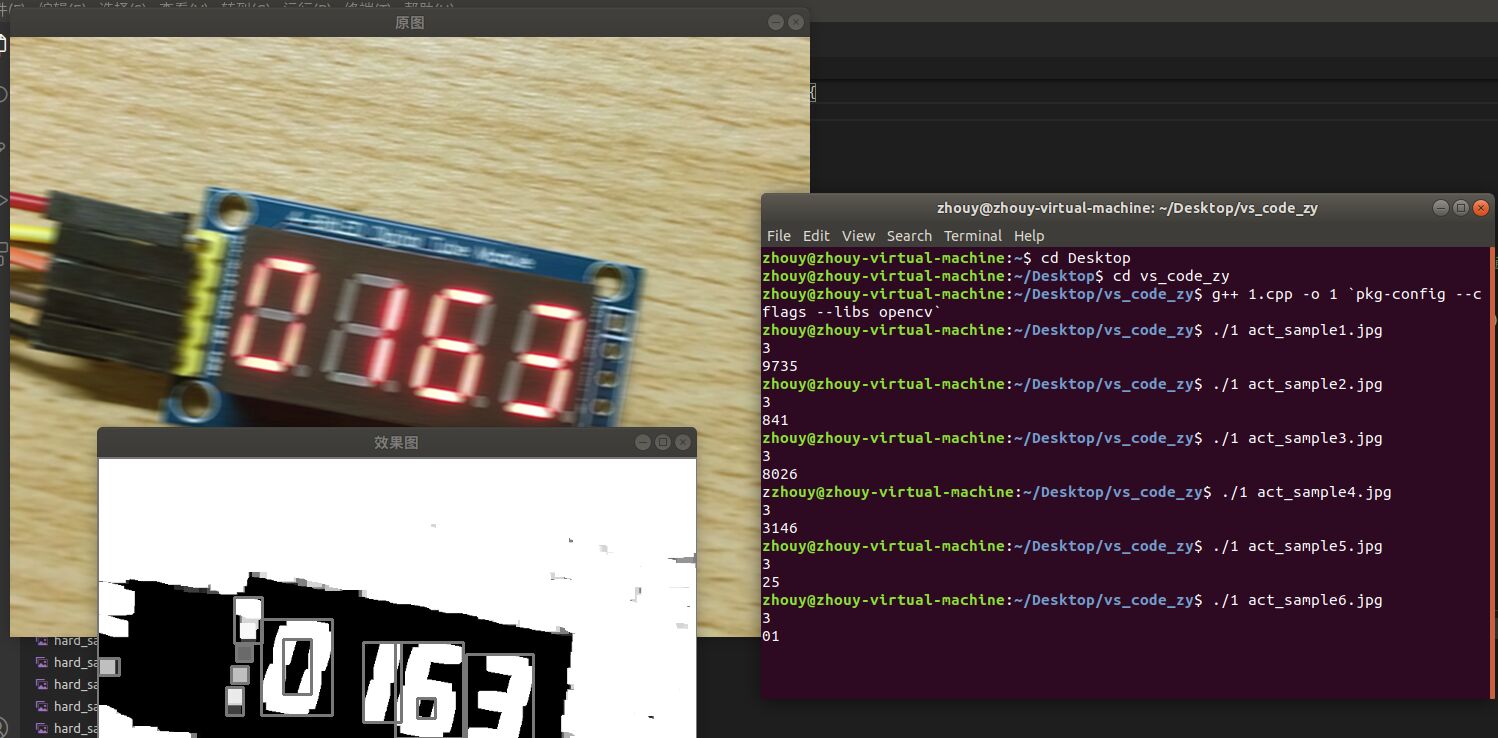 原图
0163
效果图
0163
hard_sa
hard_sa
hard_sa
hard_sa
hard_sa
{
zhouy@zhouy-virtual-machine: ~/Desktop/vs_code_zy
File Edit View Search Terminal Help
zhouy@zhouy-virtual-machine:~$ cd Desktop
zhouy@zhouy-virtual-machine:~/Desktop$ cd vs_code_zy
zhouy@zhouy-virtual-machine:~/Desktop/vs_code_zy$ g++ 1.cpp -o 1 `pkg-config --c
flags --libs opencv`
zhouy@zhouy-virtual-machine:~/Desktop/vs_code_zy$ ./1 act_sample1.jpg
3
9735
zhouy@zhouy-virtual-machine:~/Desktop/vs_code_zy$ ./1 act_sample2.jpg
3
841
zhouy@zhouy-virtual-machine:~/Desktop/vs_code_zy$ ./1 act_sample3.jpg
3
8026
zzhouy@zhouy-virtual-machine:~/Desktop/vs_code_zy$ ./1 act_sample4.jpg
3
3146
zhouy@zhouy-virtual-machine:~/Desktop/vs_code_zy$ ./1 act_sample5.jpg
3
25
zhouy@zhouy-virtual-machine:~/Desktop/vs_code_zy$ ./1 act_sample6.jpg
3
01